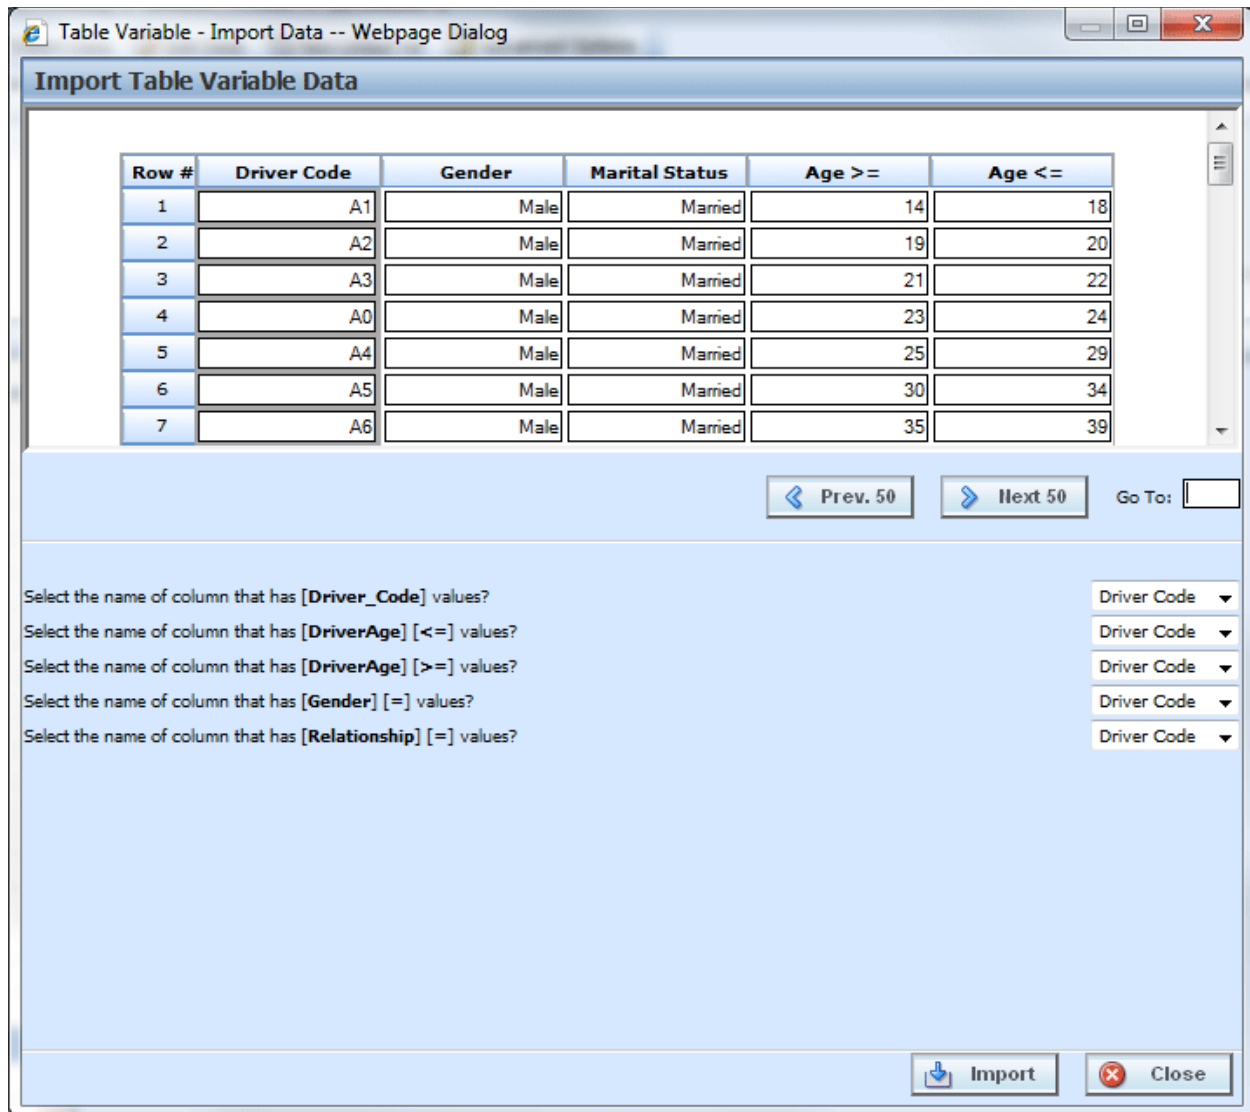 Table Variable - Import Data -- Webpage Dialog
Import Table Variable Data
Row # Driver Code Gender Marital Status Age >= Age <=
1 A1 Male Married 14 18
2 A2 Male Married 19 20
3 A3 Male Married 21 22
4 A0 Male Married 23 24
5 A4 Male Married 25 29
6 A5 Male Married 30 34
7 A6 Male Married 35 39
Prev. 50 Next 50 Go To:
Select the name of column that has [Driver_Code] values? Driver Code
Select the name of column that has [DriverAge] [<=] values? Driver Code
Select the name of column that has [DriverAge] [>=] values? Driver Code
Select the name of column that has [Gender] [=] values? Driver Code
Select the name of column that has [Relationship] [=] values? Driver Code
Import Close